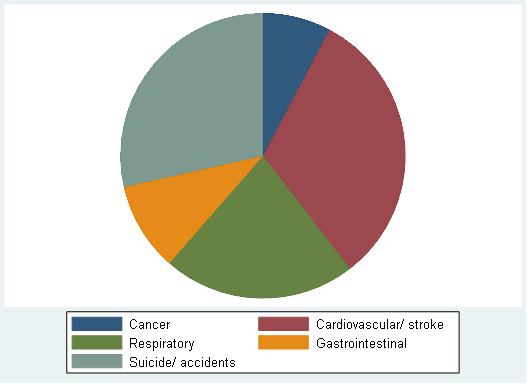 Cancer
Cardiovascular/ stroke
Respiratory
Gastrointestinal
Suicide/ accidents